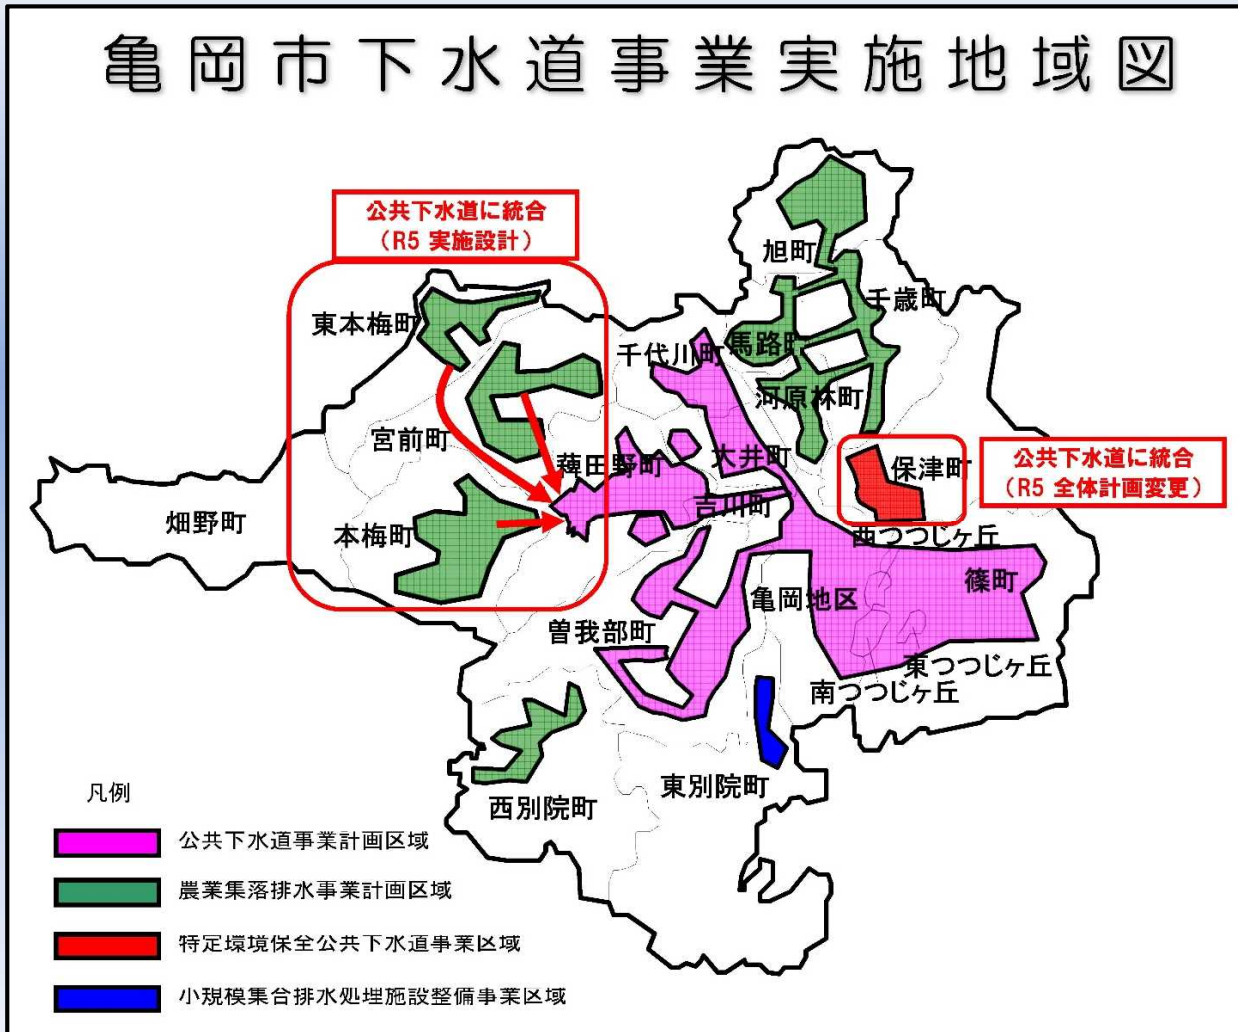 亀岡市下水道事業実施地域図
公共下水道に統合
（R5 実施設計）
旭町
千歳町
東本梅町
千代川町
馬路町
河原林町
宮前町
薭田野町
大井町
保津町
公共下水道に統合
（R5 全体計画変更）
畑野町
本梅町
吉川町
西つつじヶ丘
篠町
亀岡地区
曽我部町
東つつじヶ丘
南つつじヶ丘
西別院町
東別院町
凡例
公共下水道事業計画区域
農業集落排水事業計画区域
特定環境保全公共下水道事業区域
小規模集合排水処理施設整備事業区域